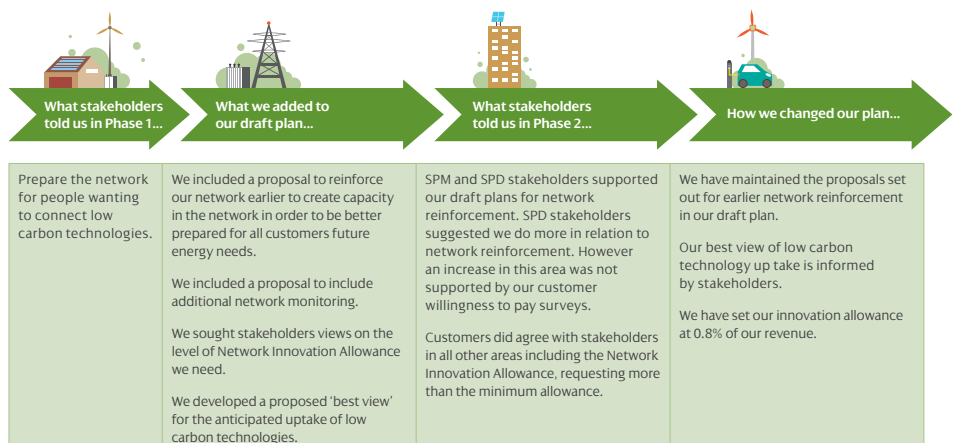 What stakeholders
told us in Phase 1...
What we added to
our draft plan...
What stakeholders
told us in Phase 2...
How we changed our plan...
Prepare the network
for people wanting
to connect low
carbon technologies.
We included a proposal to reinforce
our network earlier to create capacity
in the network in order to be better
prepared for all customers future
energy needs.
We included a proposal to include
additional network monitoring.
We sought stakeholders views on the
level of Network Innovation Allowance
we need.
We developed a proposed ‘best view’
for the anticipated uptake of low
carbon technologies.
SPM and SPD stakeholders supported
our draft plans for network
reinforcement. SPD stakeholders
suggested we do more in relation to
network reinforcement. However
an increase in this area was not
supported by our customer
willingness to pay surveys.
Customers did agree with stakeholders
in all other areas including the Network
Innovation Allowance, requesting more
than the minimum allowance.
We have maintained the proposals set
out for earlier network reinforcement
in our draft plan.
Our best view of low carbon
technology up take is informed
by stakeholders.
We have set our innovation allowance
at 0.8% of our revenue.